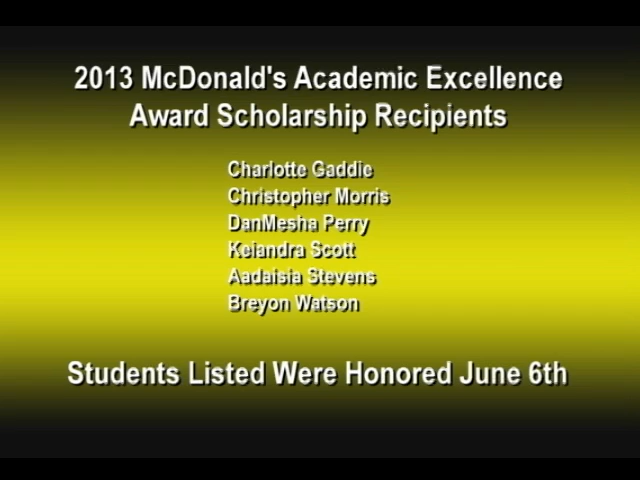 2013 McDonald's Academic Excellence
Award Scholarship Recipients
Charlotte Gaddie
Christopher Morris
DanMesha Perry
Keiandra Scott
Aadaisia Stevens
Breyon Watson
Students Listed Were Honored June 6th